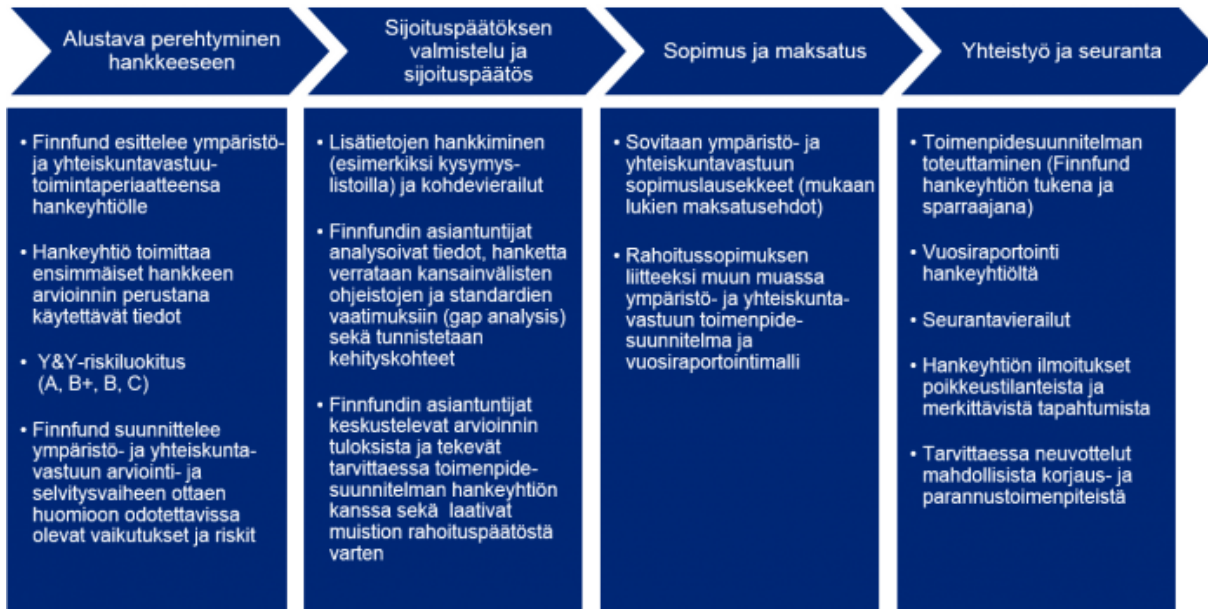 Alustava perehtyminen
hankkeeseen
Sijoituspäätöksen
valmistelu ja
sijoituspäätös
Sopimus ja maksatus
Yhteistyö ja seuranta
• Finnfund esittelee ympäristö-
ja yhteiskuntavastuu-
toimintaperiaatteensa
hankeyhtiölle
• Hankeyhtiö toimittaa
ensimmäiset hankkeen
arvioinnin perustana
käytettävät tiedot
• Y&Y-riskiluokitus
(A, B+, B, C)
• Finnfund suunnittelee
ympäristö- ja yhteiskunta-
vastuun arviointi- ja
selvitysvaiheen ottaen
huomioon odotettavissa
olevat vaikutukset ja riskit
• Lisätietojen hankkiminen
(esimerkiksi kysymys-
listoilla) ja kohdevierailut
• Finnfundin asiantuntijat
analysoivat tiedot, hanketta
verrataan kansainvälisten
ohjeistojen ja standardien
vaatimuksiin (gap analysis)
sekä tunnistetaan
kehityskohteet
• Finnfundin asiantuntijat
keskustelevat arvioinnin
tuloksista ja tekevät
tarvittaessa toimenpide-
suunnitelman hankeyhtiön
kanssa sekä laativat
muistion rahoituspäätöstä
varten
• Sovitaan ympäristö- ja
yhteiskuntavastuun
sopimuslausekkeet (mukaan
lukien maksatusehdot)
• Rahoitussopimuksen
liitteeksi muun muassa
ympäristö- ja yhteiskunta-
vastuun toimenpide-
suunnitelma ja
vuosiraportointimalli
• Toimenpidesuunnitelman
toteuttaminen (Finnfund
hankeyhtiön tukena ja
sparraajana)
• Vuosiraportointi
hankeyhtiöltä
• Seurantavierailut
• Hankeyhtiön ilmoitukset
poikkeustilanteista ja
merkittävistä tapahtumista
• Tarvittaessa neuvottelut
mahdollisista korjaus- ja
parannustoimenpiteistä